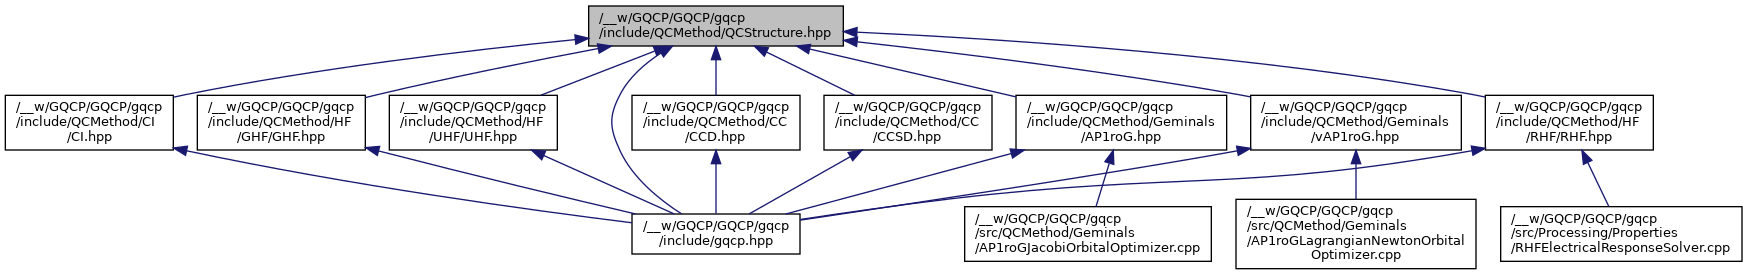 /__w/GQCP/GQCP/gqcp
/include/QCMethod/QCStructure.hpp
/__w/GQCP/GQCP/gqcp
/include/QCMethod/CI
/CI.hpp
/__w/GQCP/GQCP/gqcp
/include/QCMethod/HF
/GHF/GHF.hpp
/__w/GQCP/GQCP/gqcp
/include/QCMethod/HF
/UHF/UHF.hpp
/__w/GQCP/GQCP/gqcp
/include/QCMethod/CC
/CCD.hpp
/__w/GQCP/GQCP/gqcp
/include/QCMethod/CC
/CCSD.hpp
/__w/GQCP/GQCP/gqcp
/include/QCMethod/Geminals
/AP1roG.hpp
/__w/GQCP/GQCP/gqcp
/include/QCMethod/Geminals
/vAP1roG.hpp
/__w/GQCP/GQCP/gqcp
/include/QCMethod/HF
/RHF/RHF.hpp
/__w/GQCP/GQCP/gqcp
/include/gqcp.hpp
/__w/GQCP/GQCP/gqcp
/src/QCMethod/Geminals
/AP1roGJacobiOrbitalOptimizer.cpp
/__w/GQCP/GQCP/gqcp
/src/QCMethod/Geminals
/AP1roGLagrangianNewtonOrbital
Optimizer.cpp
/__w/GQCP/GQCP/gqcp
/src/Processing/Properties
/RHFElectricalResponseSolver.cpp